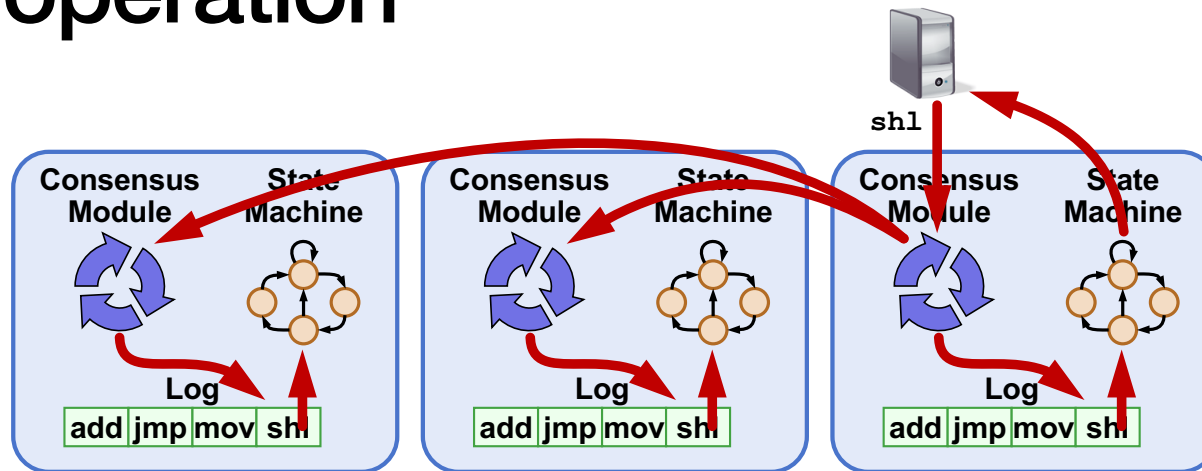 operation
shl
Consensus Module
State Machine
Log
add jmp mov shl
Consensus Module
State Machine
Log
add jmp mov shl
Consensus Module
State Machine
Log
add jmp mov shl